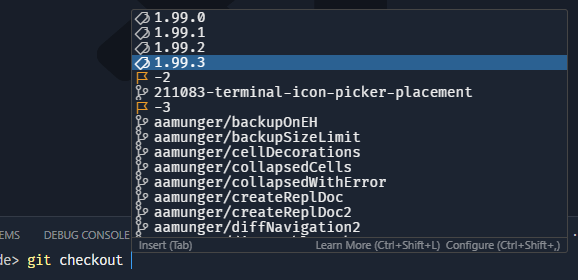 1.99.0
1.99.1
1.99.2
1.99.3
-2
211083-terminal-icon-picker-placement
-3
aamunger/backupOnEH
aamunger/backupSizeLimit
aamunger/cellDecorations
aamunger/collapsedCells
aamunger/collapsedWithError
aamunger/createReplDoc
aamunger/createReplDoc2
aamunger/diffNavigation2
EMS DEBUG CONSOLE
Insert (Tab) Learn More (Ctrl+Shift+L) Configure (Ctrl+Shift+,)
de> git checkout